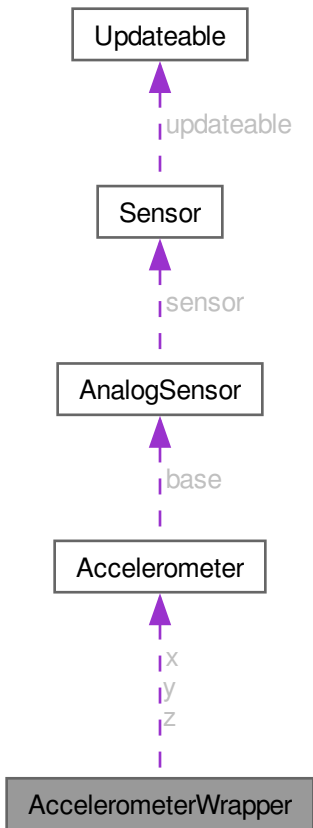 Updateable
updateable
Sensor
sensor
AnalogSensor
base
Accelerometer
x
y
z
AccelerometerWrapper